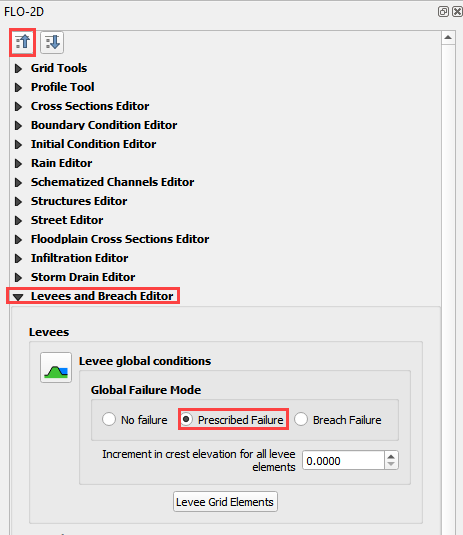 FLO-2D
Grid Tools
Profile Tool
Cross Sections Editor
Boundary Condition Editor
Initial Condition Editor
Rain Editor
Schematized Channels Editor
Structures Editor
Street Editor
Floodplain Cross Sections Editor
Infiltration Editor
Storm Drain Editor
Levees and Breach Editor
Levees
Levee global conditions
Global Failure Mode
No failure Prescribed Failure Breach Failure
Increment in crest elevation for all levee
elements 0.0000
Levee Grid Elements